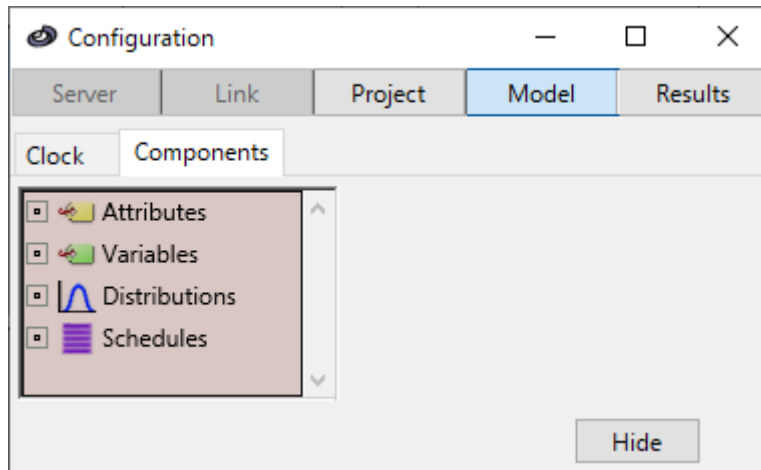 Configuration
Server Link Project Model Results
Clock Components
Attributes
Variables
Distributions
Schedules
Hide